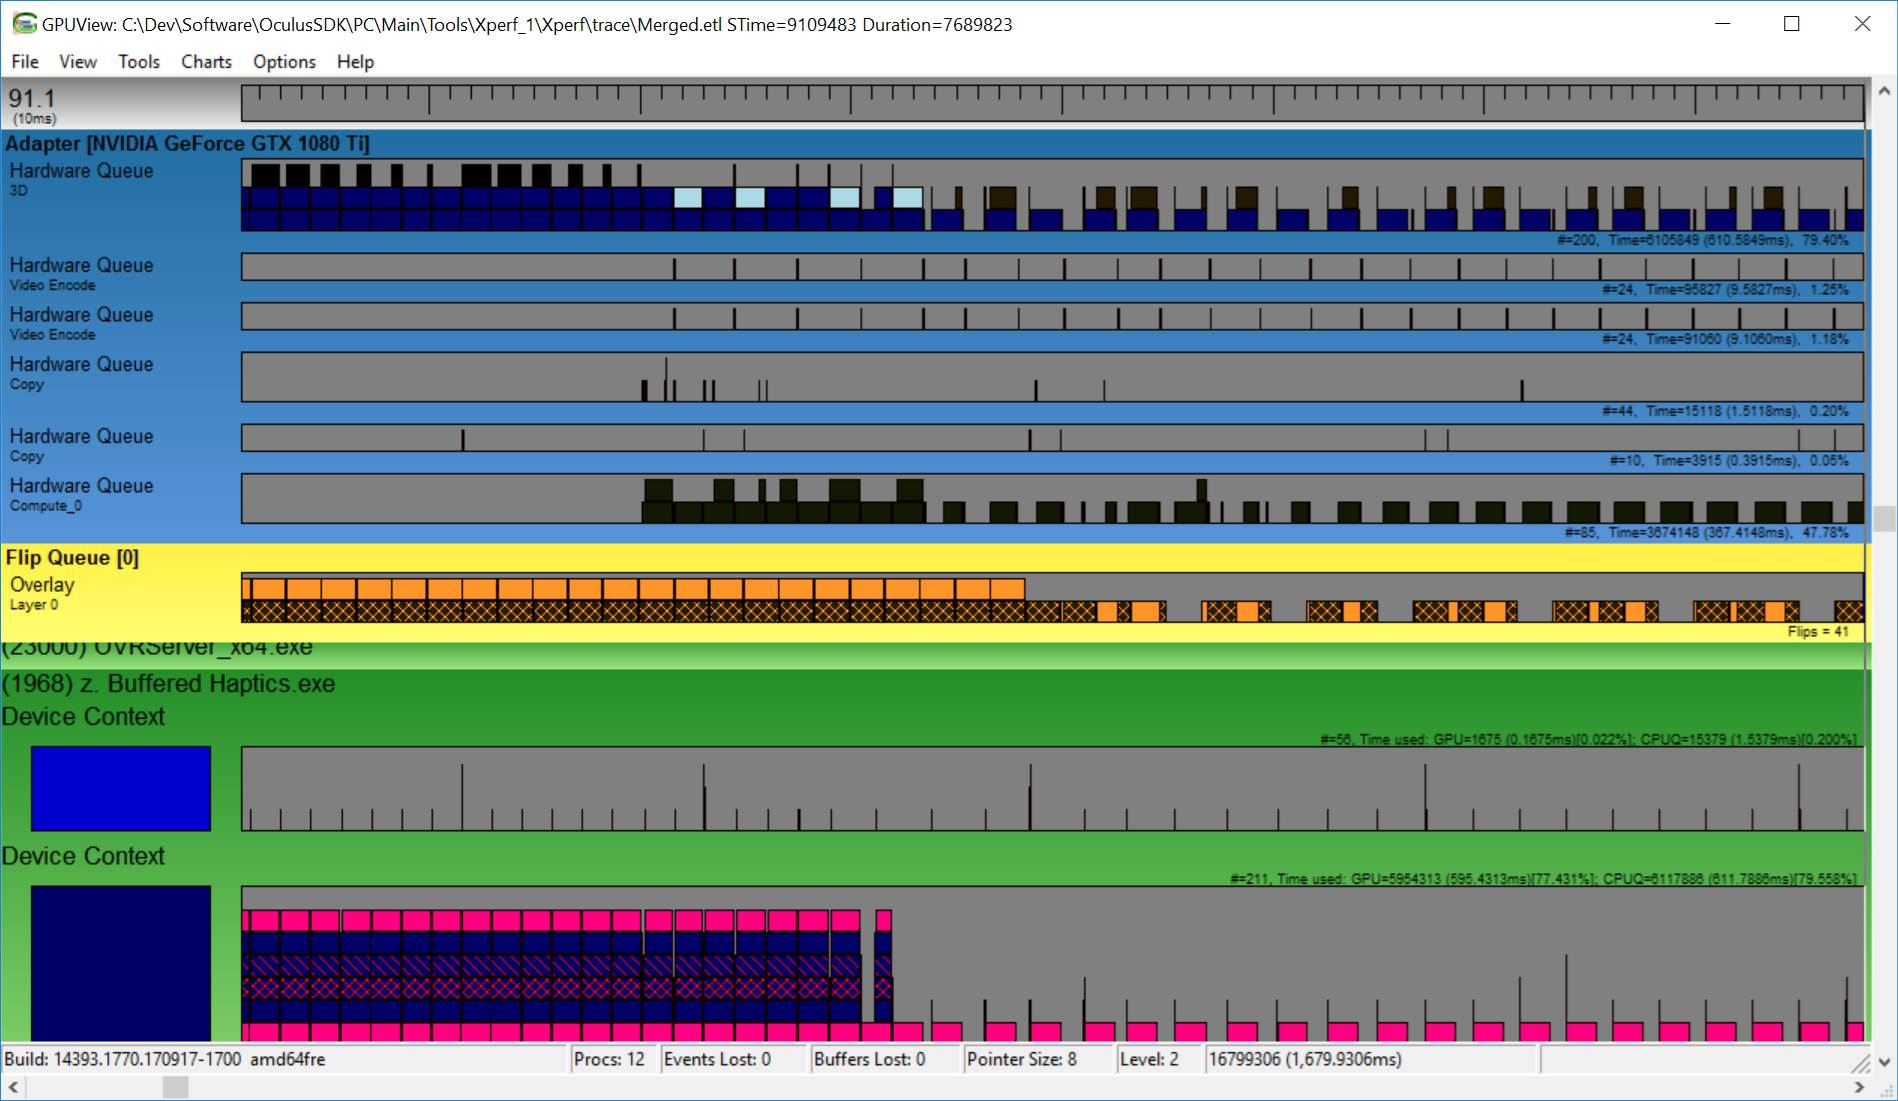 GPUView: C:\Dev\Software\OculusSDK\PC\Main\Tools\Xperf_1\Xperf\trace\Merged.etl STime=9109483 Duration=7689823
File View Tools Charts Options Help
91.1
(10ms)
Adapter [NVIDIA GeForce GTX 1080 Ti]
Hardware Queue
3D
#=200, Time=6105849 (610.5849ms), 79.40%
Hardware Queue
Video Encode
#=24, Time=95827 (9.5827ms), 1.25%
Hardware Queue
Video Encode
#=24, Time=91060 (9.1060ms), 1.18%
Hardware Queue
Copy
#=44, Time=15118 (1.5118ms), 0.20%
Hardware Queue
Copy
#=10, Time=3915 (0.3915ms), 0.05%
Hardware Queue
Compute_0
#=85, Time=3674148 (367.4148ms), 47.78%
Flip Queue [0]
Overlay
Layer 0
Flips = 41
(23000) OVRServer_x64.exe
(1968) z. Buffered Haptics.exe
Device Context
#=56, Time used: GPU=1675 (0.1675ms)[0.022%]; CPUQ=15379 (1.5379ms)[0.200%]
Device Context
#=211, Time used: GPU=5954313 (595.4313ms)[77.431%]; CPUQ=6117886 (611.7886ms)[79.558%]
Build: 14393.1770.170917-1700 amd64fre Procs: 12 Events Lost: 0 Buffers Lost: 0 Pointer Size: 8 Level: 2 16799306 (1,679.9306ms)